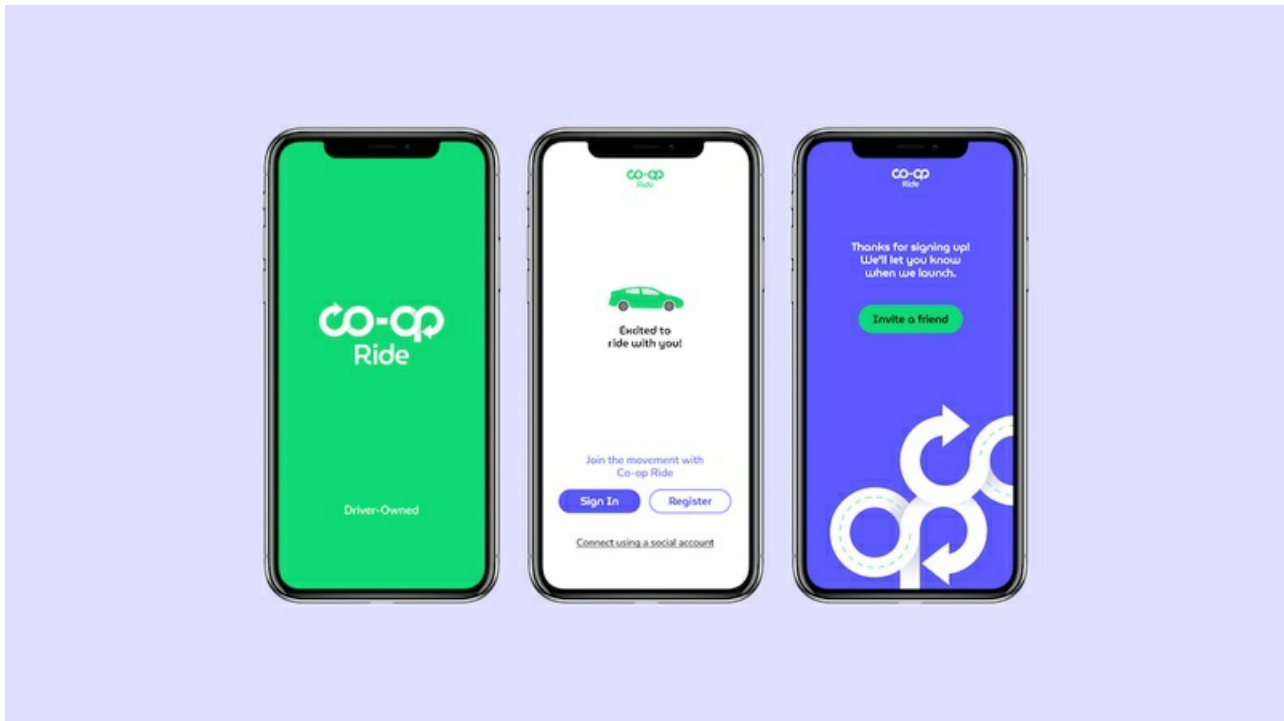 Co-op
Ride
Driver-Owned
Co-op
Ride
Excited to
ride with you!
Join the movement with
Co-op Ride
Sign In
Register
Connect using a social account
Co-op
Ride
Thanks for signing up!
We'll let you know
when we launch.
Invite a friend
co
op